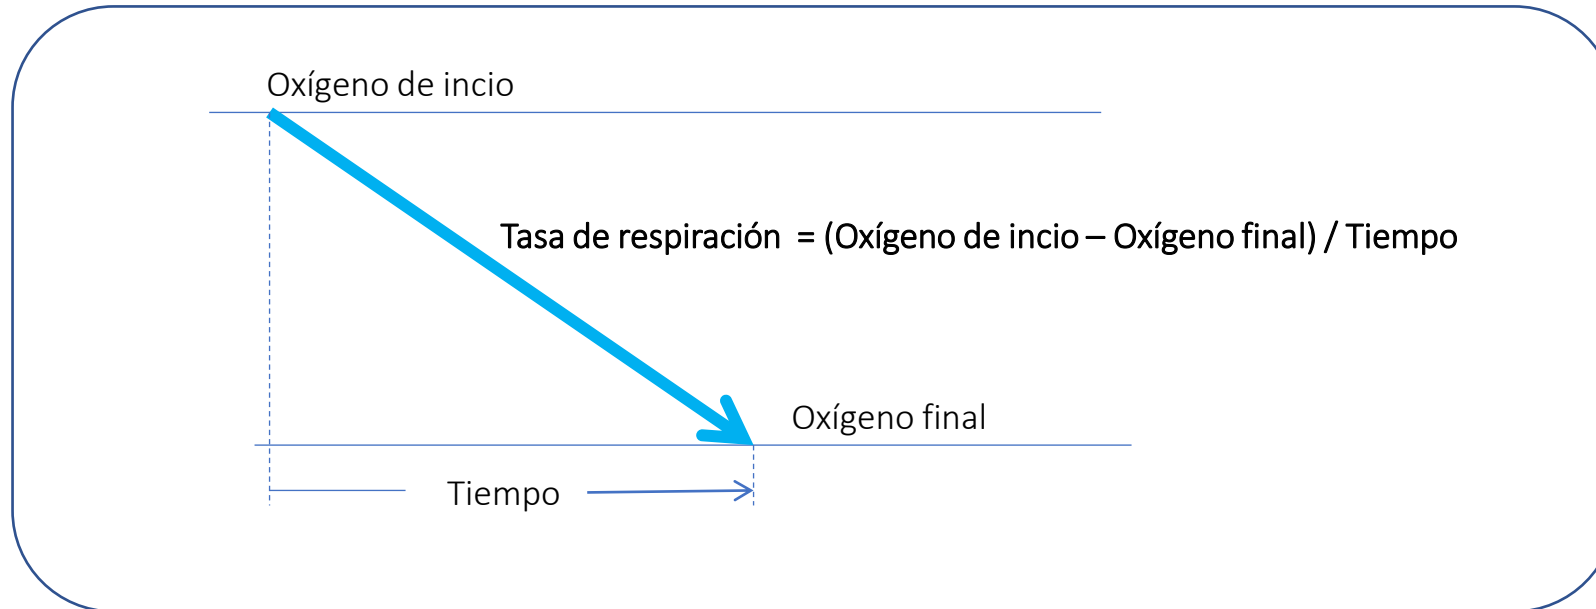 Oxígeno de incio
Tasa de respiración = (Oxígeno de incio – Oxígeno final) / Tiempo
Oxígeno final
Tiempo